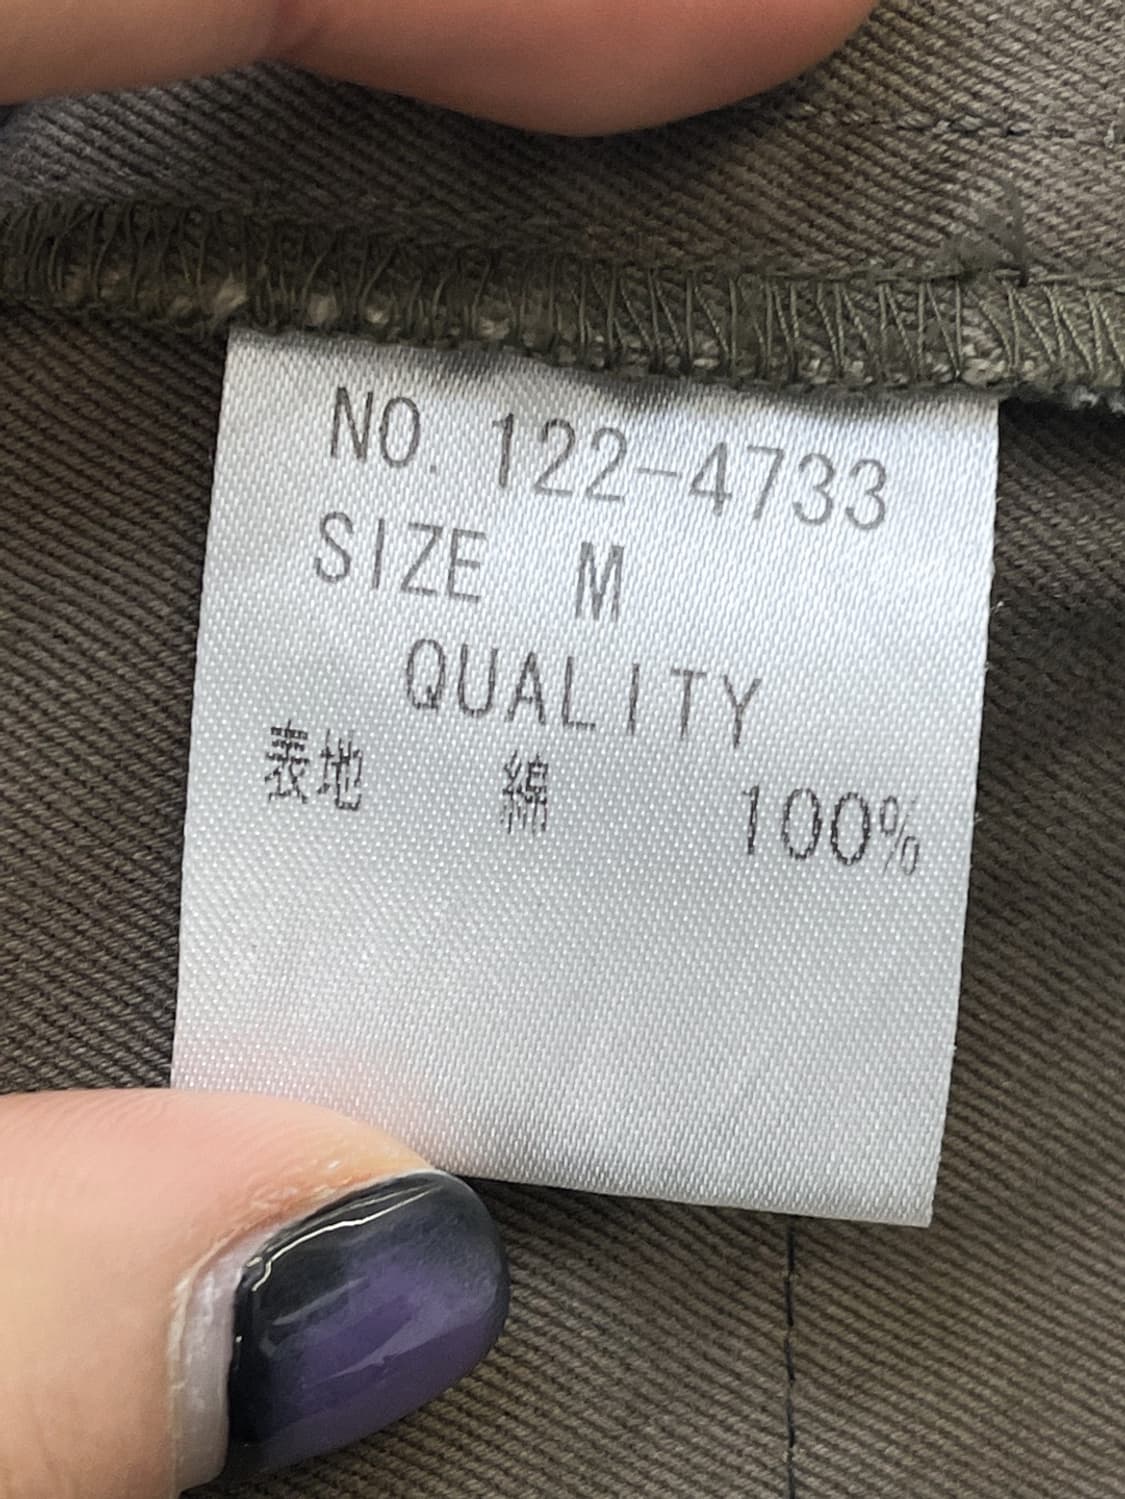 NO. 122-4733
SIZE M
QUALITY
表地 綿 100%